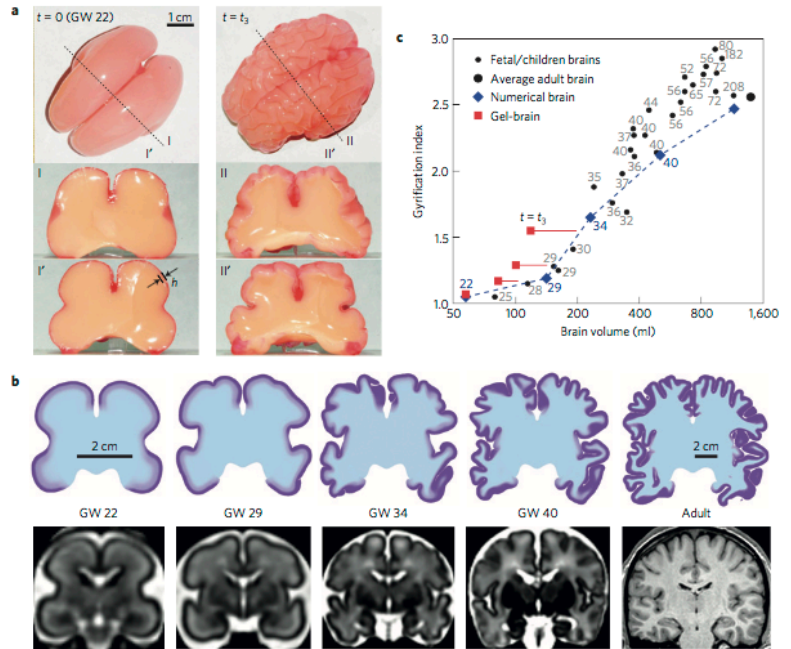 a
t = 0 (GW 22)
1 cm
I
I′
t = t3
II
II′
I
II
I′
h
II′
c
Gyrification index
3.0
2.5
2.0
1.5
1.0
50
100
200
400
800
1,600
Brain volume (ml)
Fetal/children brains
Average adult brain
Numerical brain
Gel-brain
80
56
182
52
72
57
56
65
208
72
44
56
56
40
37
40
40
40
36
40
37
35
36
32
34
t = t3
30
29
29
29
28
25
22
b
2 cm
2 cm
GW 22
GW 29
GW 34
GW 40
Adult